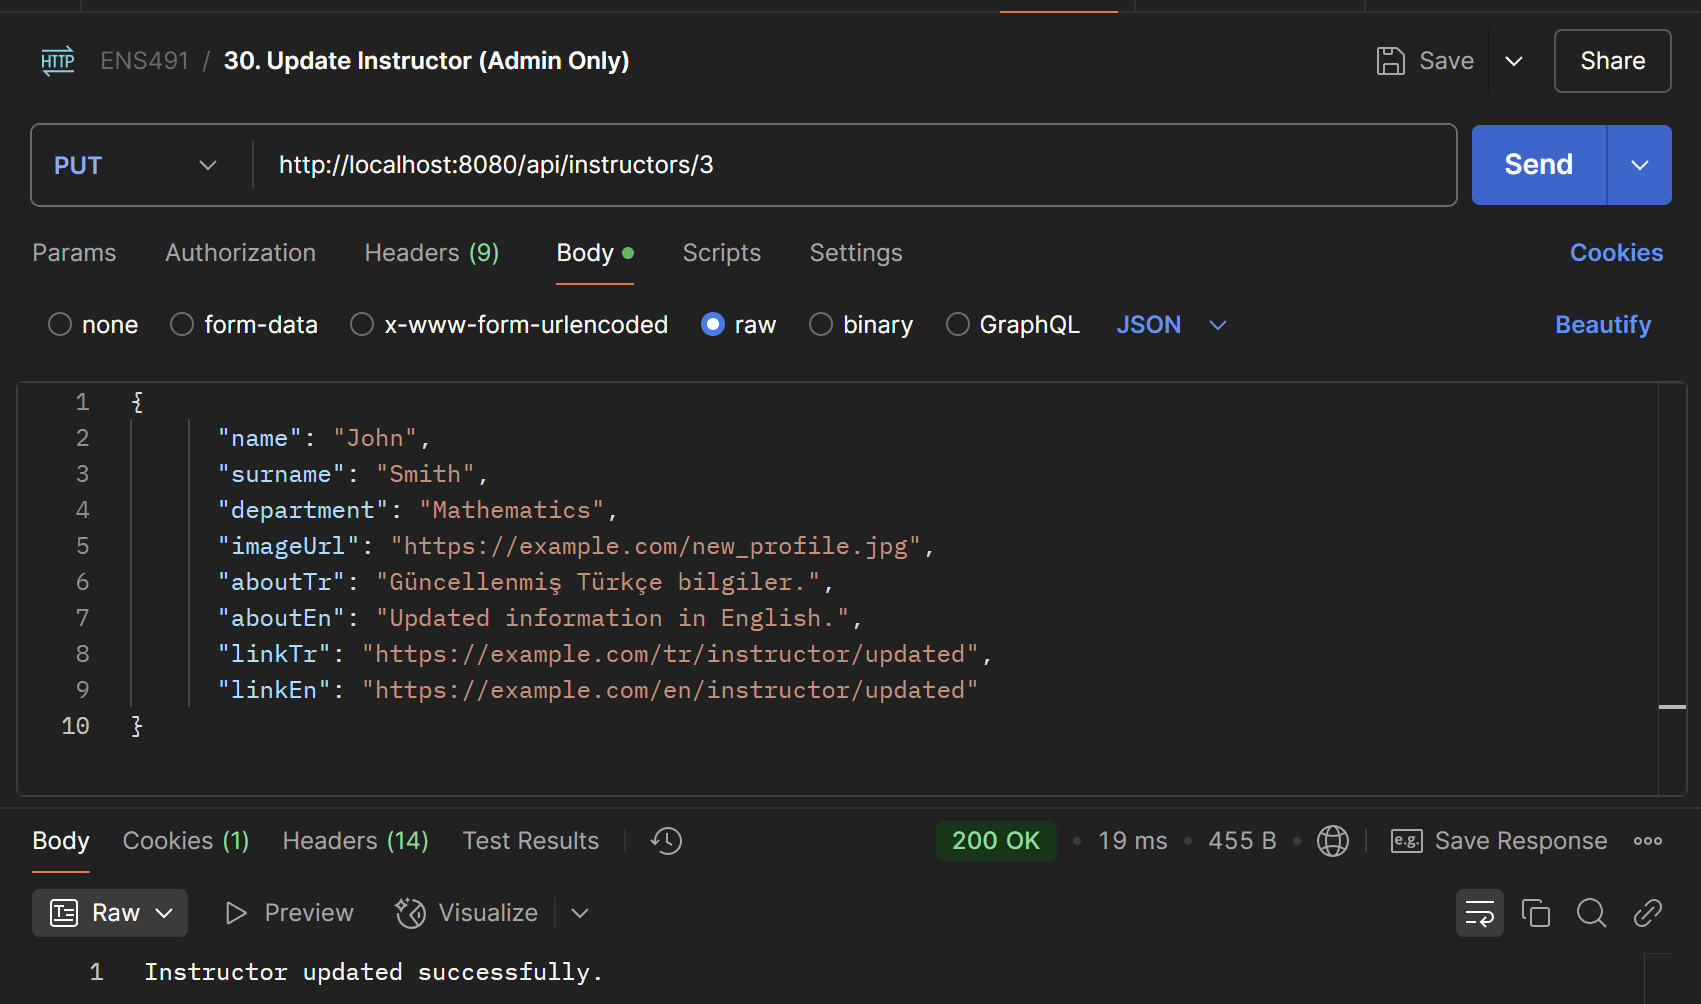 HTTP ENS491 / 30. Update Instructor (Admin Only) Save Share
PUT http://localhost:8080/api/instructors/3 Send
Params Authorization Headers (9) Body Scripts Settings Cookies
none form-data x-www-form-urlencoded raw binary GraphQL JSON Beautify
1 {
2 "name": "John",
3 "surname": "Smith",
4 "department": "Mathematics",
5 "imageUrl": "https://example.com/new_profile.jpg",
6 "aboutTr": "Güncellenmiş Türkçe bilgiler.",
7 "aboutEn": "Updated information in English.",
8 "linkTr": "https://example.com/tr/instructor/updated",
9 "linkEn": "https://example.com/en/instructor/updated"
10 }
Body Cookies (1) Headers (14) Test Results 200 OK • 19 ms • 455 B • e.g. Save Response
Raw Preview Visualize
1 Instructor updated successfully.